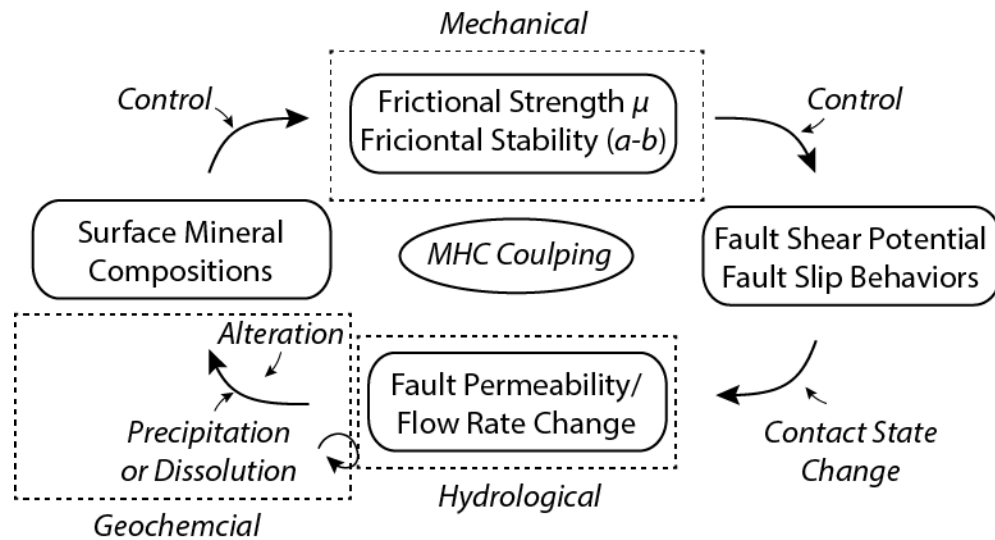 Mechanical
Control
Frictional Strength μ
Friciontal Stability (a-b)
Control
Surface Mineral
Compositions
MHC Coulping
Fault Shear Potential
Fault Slip Behaviors
Alteration
Precipitation
or Dissolution
Fault Permeability/
Flow Rate Change
Contact State
Change
Hydrological
Geochemcial